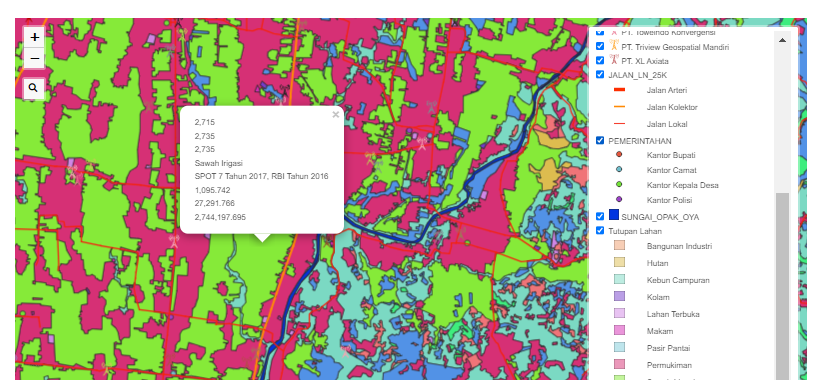 +
−
×
2,715
2,735
2,735
Sawah Irigasi
SPOT 7 Tahun 2017, RBI Tahun 2016
1,095.742
27,291.766
2,744,197.695
PT. Towerindo Konvergensi
PT. Triview Geospatial Mandiri
PT. XL Axiata
JALAN_LN_25K
Jalan Arteri
Jalan Kolektor
Jalan Lokal
PEMERINTAHAN
Kantor Bupati
Kantor Camat
Kantor Kepala Desa
Kantor Polisi
SUNGAI_OPAK_OYA
Tutupan Lahan
Bangunan Industri
Hutan
Kebun Campuran
Kolam
Lahan Terbuka
Makam
Pasir Pantai
Permukiman